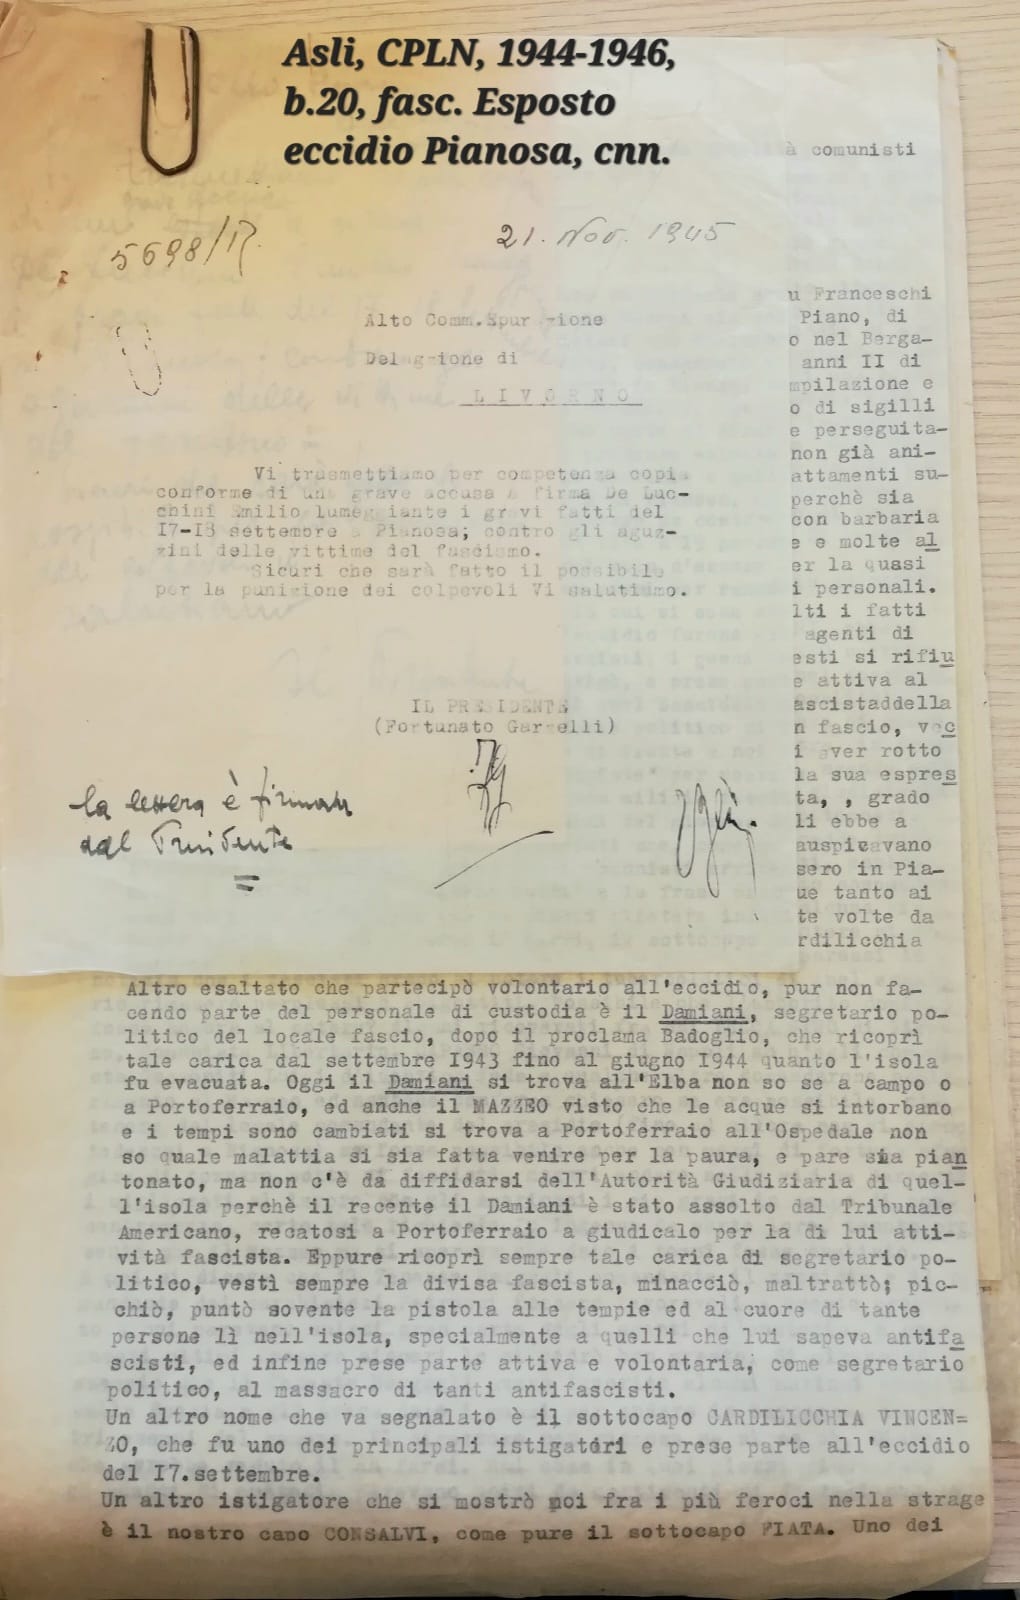 Asli, CPLN, 1944-1946,
b.20, fasc. Esposto
eccidio Pianosa, cnn.
à comunisti
5698/17.
21. Nov. 1945
Alto Comm.Epur zione
Delegazione di
LIVORNO
Vi trasmettiamo per competenza copia
conforme di una grave accusa a firma De Luc-
chini Emilio lumeggiante i gravi fatti del
17-18 settembre a Pianosa; contro gli aguz-
zini delle vittime del fascismo.
Sicuri che sarà fatto il possibile
per la punizione dei colpevoli Vi salutiamo.
IL PRESIDENTE
(Fortunato Garzelli)
la lettera è firmata
dal Presidente
u Franceschi
Piano, di
o nel Berga-
anni II di
mpilazione e
o di sigilli
e perseguita-
non già ani-
attamenti su-
perchè sia
con barbaria
e e molte al
er la quasi
i personali.
lti i fatti
agenti di
esti si rifiu
e attiva al
ascistaddella
n fascio, vec
i aver rotto
la sua espres
ta, , grado
li ebbe a
auspicavano
sero in Pia-
ue tanto ai
te volte da
rdilicchia
Altro esaltato che partecipò volontario all'eccidio, pur non fa-
cendo parte del personale di custodia è il Damiani, segretario po-
litico del locale fascio, dopo il proclama Badoglio, che ricoprì
tale carica dal settembre 1943 fino al giugno 1944 quanto l'isola
fu evacuata. Oggi il Damiani si trova all'Elba non so se a campo o
a Portoferraio, ed anche il MAZZEO visto che le acque si intorbano
e i tempi sono cambiati si trova a Portoferraio all'Ospedale non
so quale malattia si sia fatta venire per la paura, e pare sia pian
tonato, ma non c'è da diffidarsi dell'Autorità Giudiziaria di quel-
l'isola perchè il recente il Damiani è stato assolto dal Tribunale
Americano, recatosi a Portoferraio a giudicalo per la di lui atti-
vità fascista. Eppure ricoprì sempre tale carica di segretario po-
litico, vestì sempre la divisa fascista, minacciò, maltrattò; pic-
chiò, puntò sovente la pistola alle tempie ed al cuore di tante
persone lì nell'isola, specialmente a quelli che lui sapeva antifa
scisti, ed infine prese parte attiva e volontaria, come segretario
politico, al massacro di tanti antifascisti.
Un altro nome che va segnalato è il sottocapo CARDILICCHIA VINCEN=
ZO, che fu uno dei principali istigatori e prese parte all'eccidio
del I7.settembre.
Un altro istigatore che si mostrò poi fra i più feroci nella strage
è il nostro capo CONSALVI, come pure il sottocapo FIATA. Uno dei